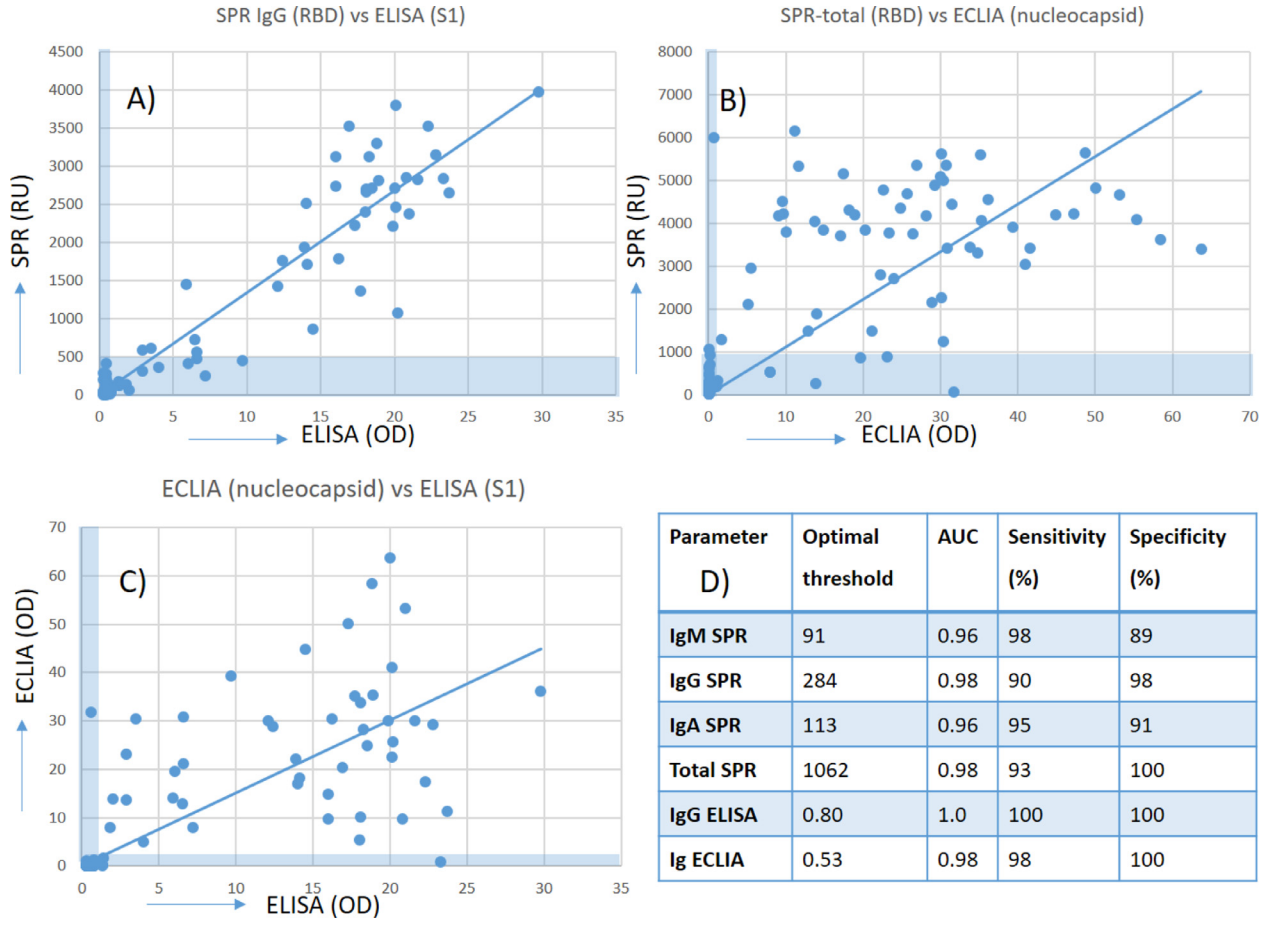 SPR IgG (RBD) vs ELISA (S1)
4500
4000
3500
3000
2500
2000
1500
1000
500
0
SPR (RU)
A)
0 5 10 15 20 25 30 35
ELISA (OD)
SPR-total (RBD) vs ECLIA (nucleocapsid)
8000
7000
6000
5000
4000
3000
2000
1000
0
SPR (RU)
B)
0 10 20 30 40 50 60 70
ECLIA (OD)
ECLIA (nucleocapsid) vs ELISA (S1)
70
60
50
40
30
20
10
0
ECLIA (OD)
C)
0 5 10 15 20 25 30 35
ELISA (OD)
D)
Parameter Optimal threshold AUC Sensitivity (%) Specificity (%)
IgM SPR 91 0.96 98 89
IgG SPR 284 0.98 90 98
IgA SPR 113 0.96 95 91
Total SPR 1062 0.98 93 100
IgG ELISA 0.80 1.0 100 100
Ig ECLIA 0.53 0.98 98 100